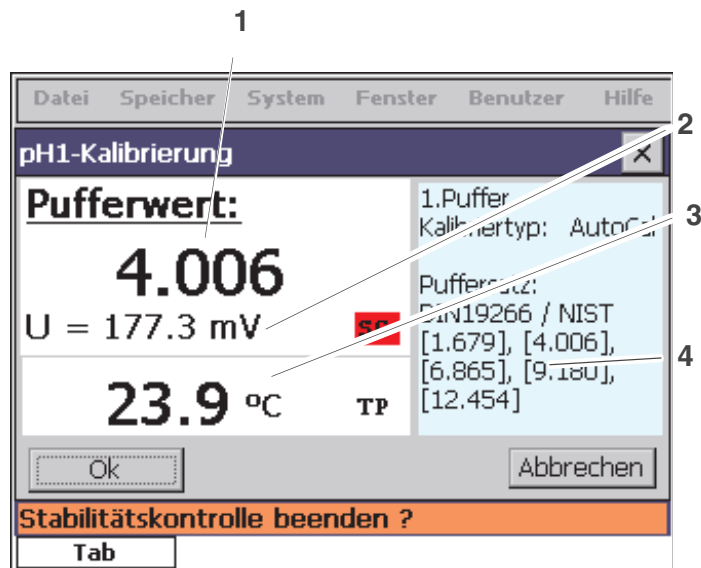 1
Datei Speicher System Fenster Benutzer Hilfe
2
pH1-Kalibrierung
Pufferwert:
1.Puffer
3
Kalibriertyp: AutoCal
4.006
Puffersatz:
U = 177.3 mV
DIN19266 / NIST
[1.679], [4.006],
4
[6.865], [9.180],
23.9 °C TP
[12.454]
Ok
Abbrechen
Stabilitätskontrolle beenden ?
Tab